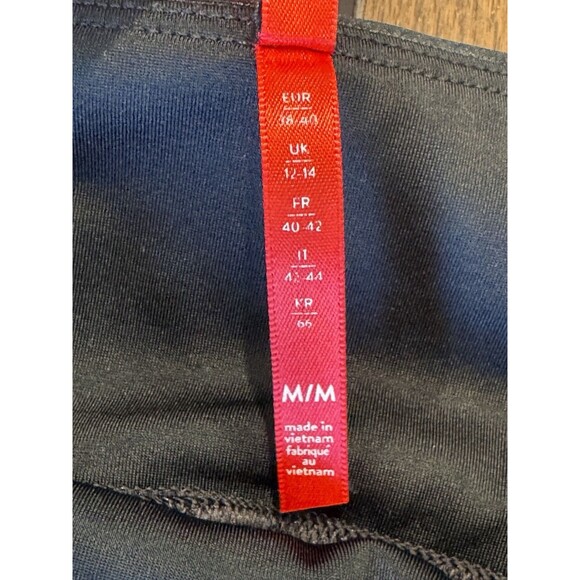 EUR
38-40
UK
12-14
FR
40-42
IT
42-44
KR
66
M/M
made in
vietnam
fabriqué
au
vietnam